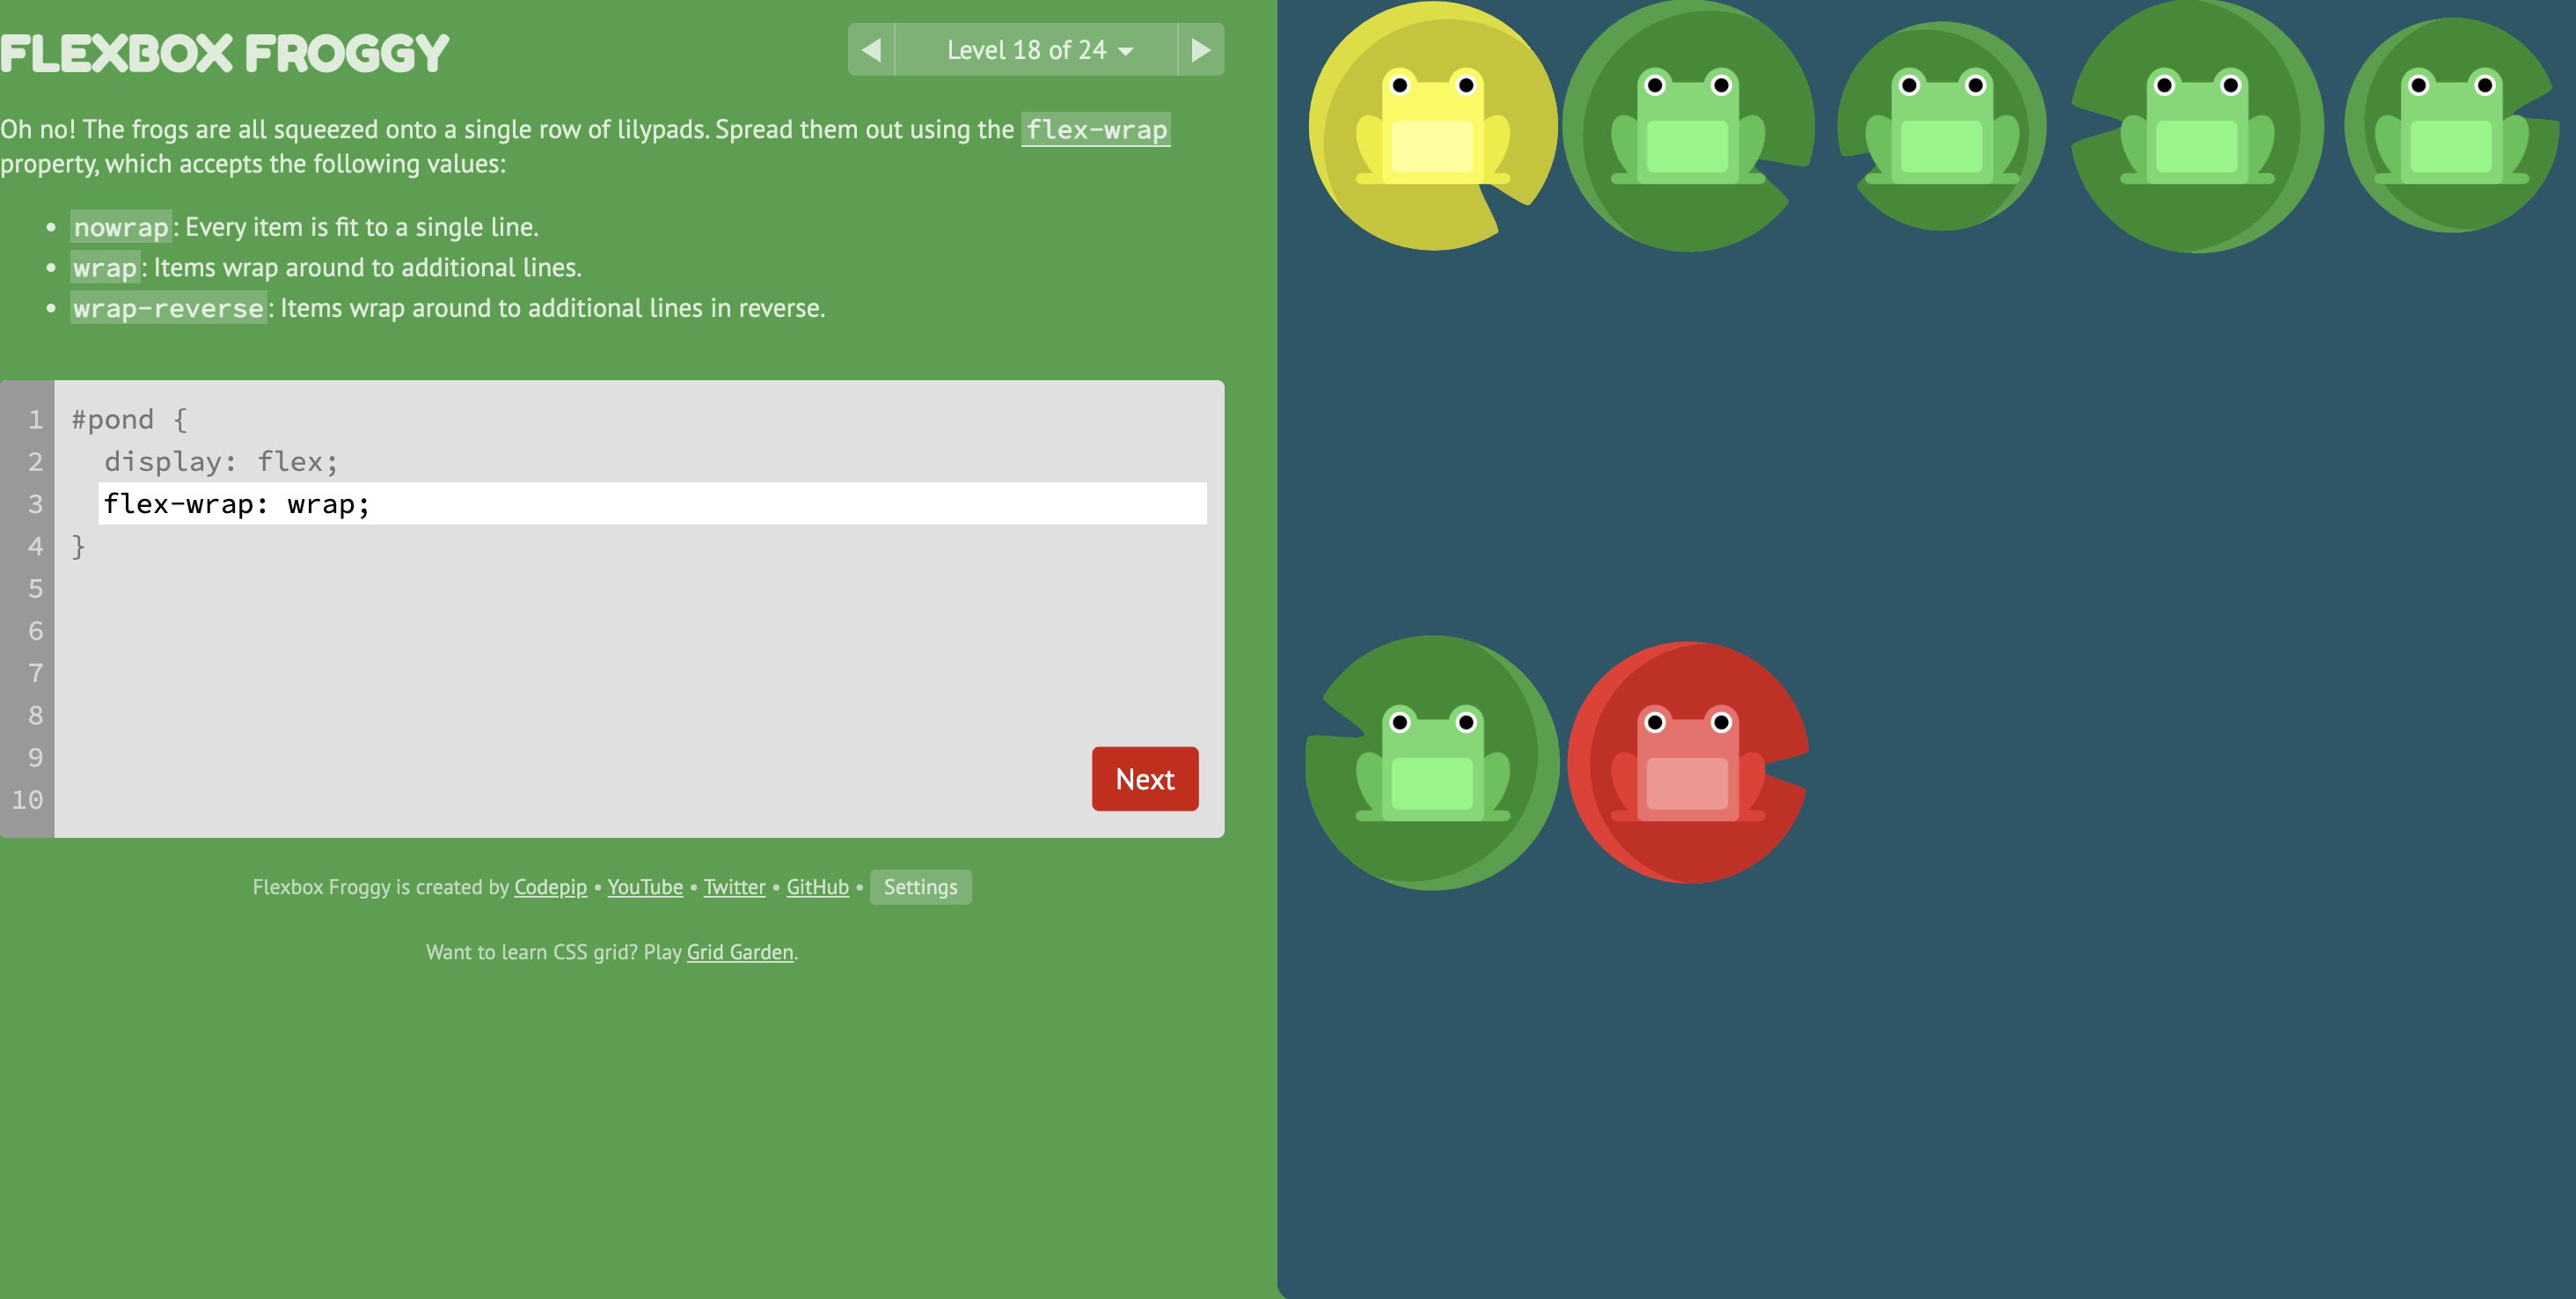 FLEXBOX FROGGY
Level 18 of 24
Oh no! The frogs are all squeezed onto a single row of lilypads. Spread them out using the flex-wrap
property, which accepts the following values:
• nowrap: Every item is fit to a single line.
• wrap: Items wrap around to additional lines.
• wrap-reverse: Items wrap around to additional lines in reverse.
1 #pond {
2 display: flex;
3 flex-wrap: wrap;
4 }
5
6
7
8
9
10
Next
Flexbox Froggy is created by Codepip • YouTube • Twitter • GitHub • Settings
Want to learn CSS grid? Play Grid Garden.